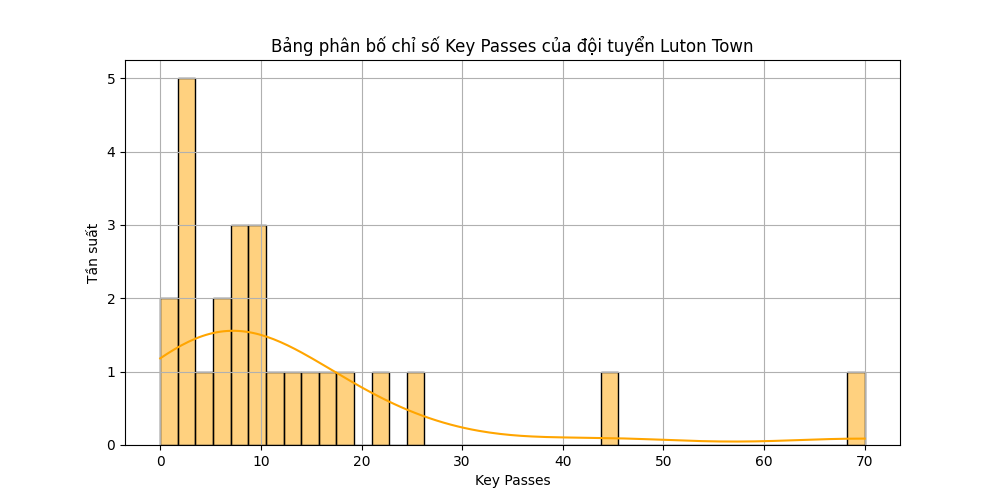 Bảng phân bố chỉ số Key Passes của đội tuyển Luton Town
5
4
3
2
1
0
Tần suất
0 10 20 30 40 50 60 70
Key Passes